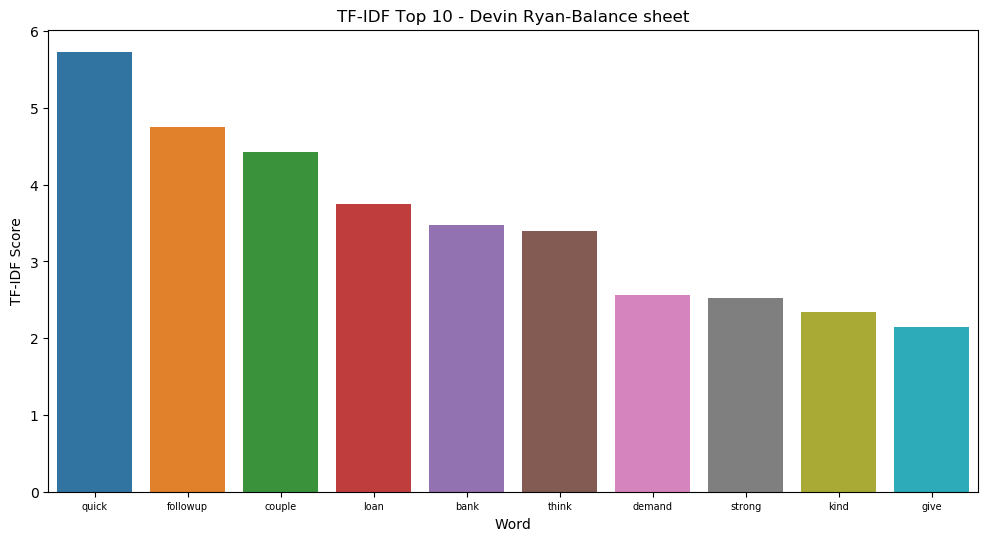 TF-IDF Top 10 - Devin Ryan-Balance sheet
6
5
4
3
2
1
0
TF-IDF Score
quick followup couple loan bank think demand strong kind give
Word